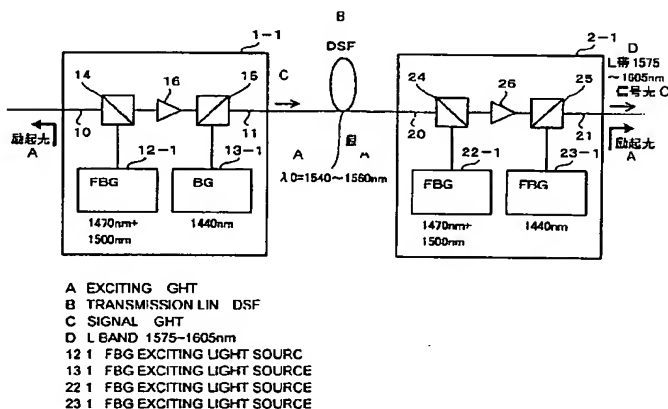 B
DSF
1-1
2-1
D
L帯1575
~1605nm
信号光 C
14
16
15
C
24
26
25
10
11
20
21
励起光
A
励起光
A
A
A
λ0=1540~1560nm
12-1
13-1
22-1
23-1
FBG
BG
FBG
FBG
1470nm+
1500nm
1440nm
1470nm+
1500nm
1440nm
A EXCITING GHT
B TRANSMISSION LIN DSF
C SIGNAL GHT
D L BAND 1575~1605nm
12 1 FBG EXCITING LIGHT SOURC
13 1 FBG EXCITING LIGHT SOURCE
22 1 FBG EXCITING LIGHT SOURCE
23 1 FBG EXCITING LIGHT SOURCE